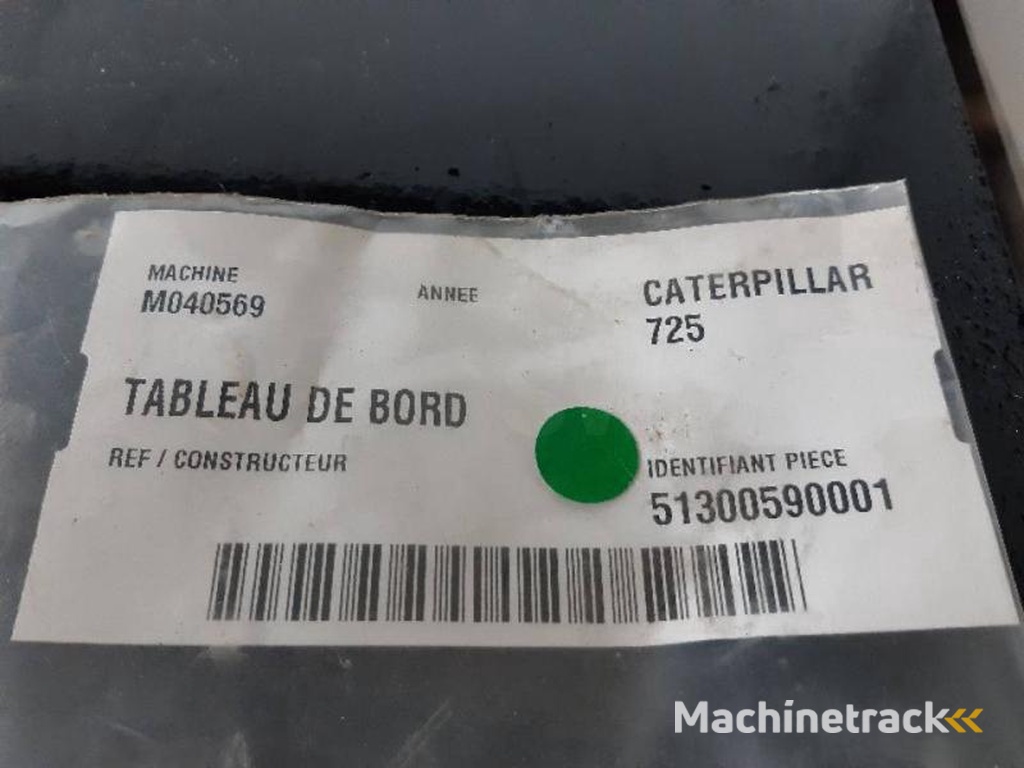 MACHINE
M040569
ANNEE
CATERPILLAR
725
TABLEAU DE BORD
REF / CONSTRUCTEUR
IDENTIFIANT PIECE
51300590001
Machinetrack